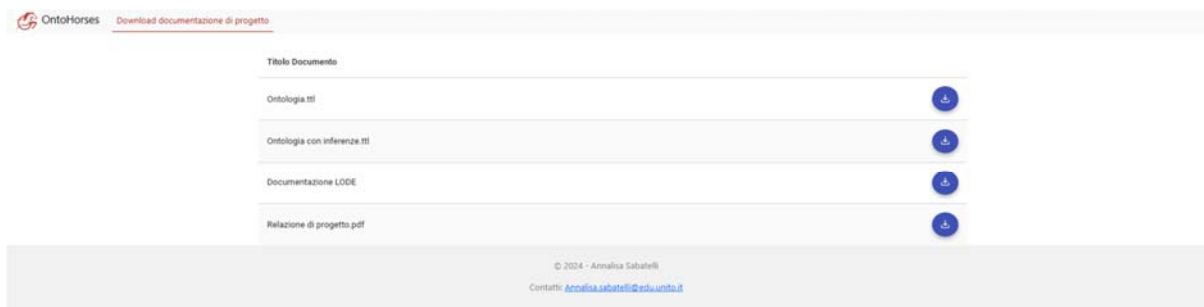 OntoHorses Download documentazione di progetto
Titolo Documento
Ontologia.ttl
Ontologia con inferenze.ttl
Documentazione LODE
Relazione di progetto.pdf
© 2024 - Annalisa Sabatelli
Contatti: Annalisa.sabatelli@edu.unito.it